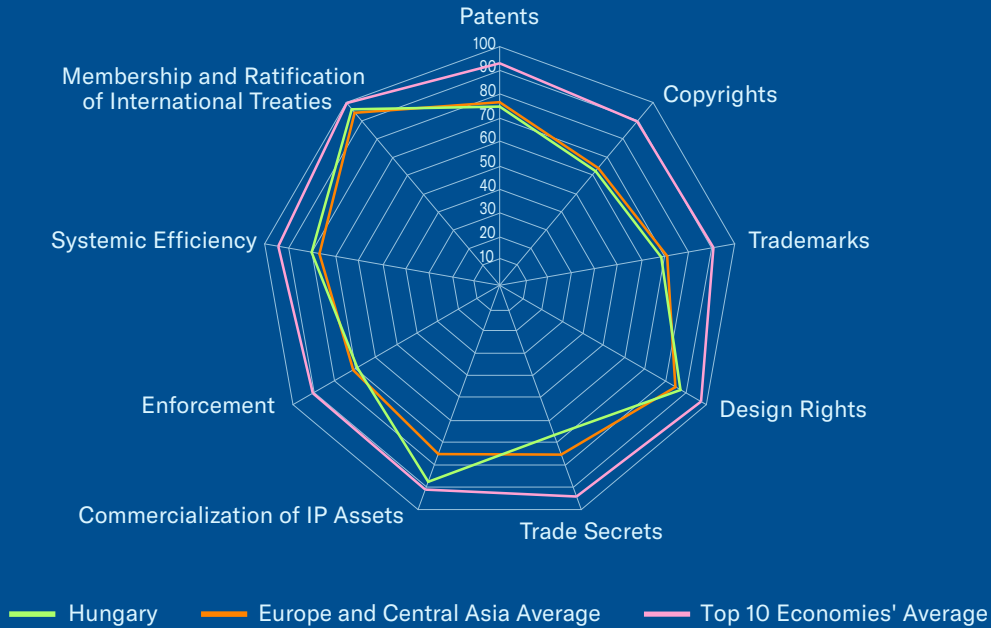 Patents
100
90
80
70
60
50
40
30
20
10
Membership and Ratification
of International Treaties
Copyrights
Systemic Efficiency
Trademarks
Enforcement
Design Rights
Commercialization of IP Assets
Trade Secrets
Hungary
Europe and Central Asia Average
Top 10 Economies' Average